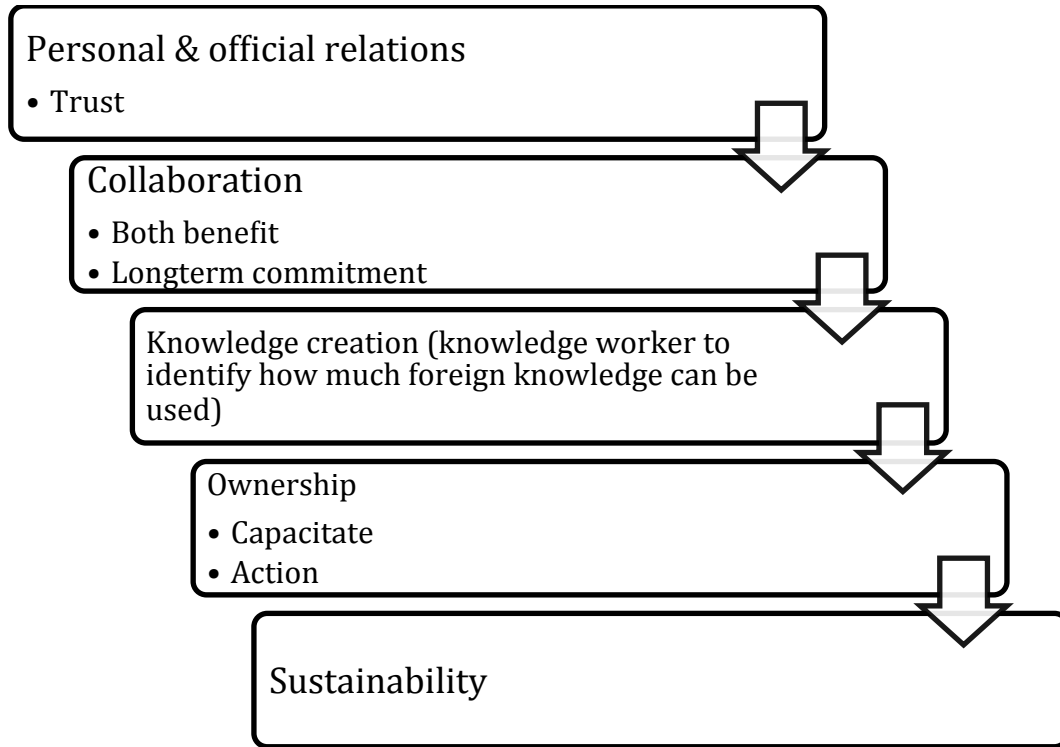 Personal & official relations
• Trust
Collaboration
• Both benefit
• Longterm commitment
Knowledge creation (knowledge worker to
identify how much foreign knowledge can be
used)
Ownership
• Capacitate
• Action
Sustainability